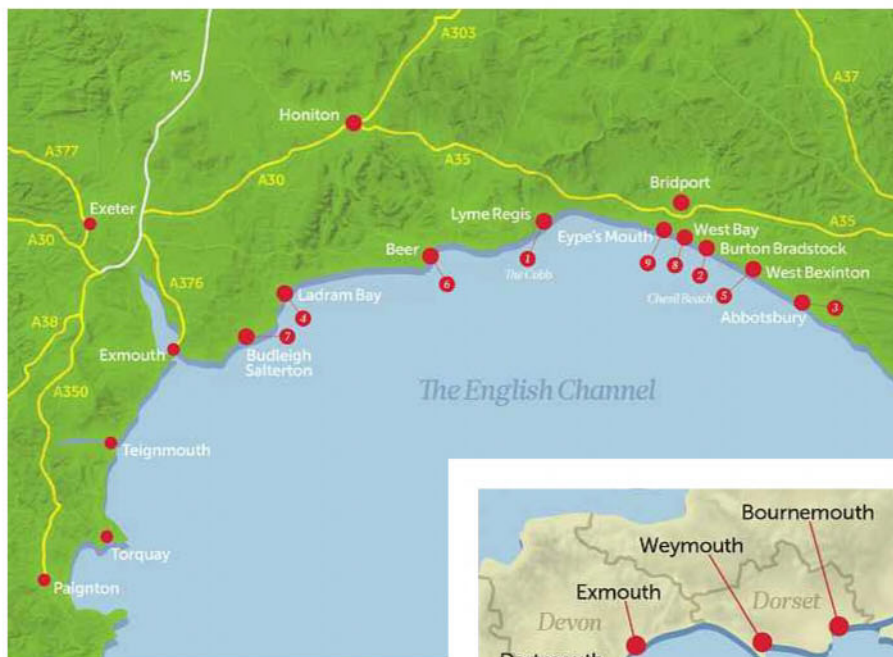 A303
A37
M5
Honiton
A377
A35
A30
Bridport
Exeter
Lyme Regis
West Bay
A35
A30
Eype's Mouth
Beer
Burton Bradstock
1
9
8
The Cobb
2
West Bexinton
A376
6
Ladram Bay
Chesil Beach
5
4
Abbotsbury
3
A38
7
Exmouth
Budleigh
Salterton
A350
The English Channel
Teignmouth
Torquay
Paignton
Bournemouth
Weymouth
Exmouth
Dorset
Devon